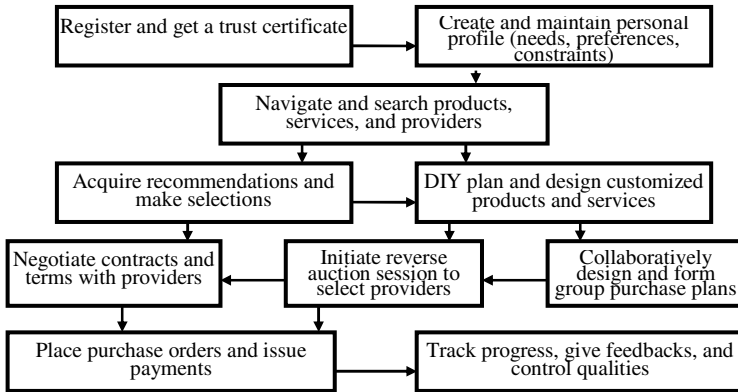 Register and get a trust certificate
Create and maintain personal
profile (needs, preferences,
constraints)
Navigate and search products,
services, and providers
Acquire recommendations and
make selections
DIY plan and design customized
products and services
Negotiate contracts and
terms with providers
Initiate reverse
auction session to
select providers
Collaboratively
design and form
group purchase plans
Place purchase orders and issue
payments
Track progress, give feedbacks, and
control qualities